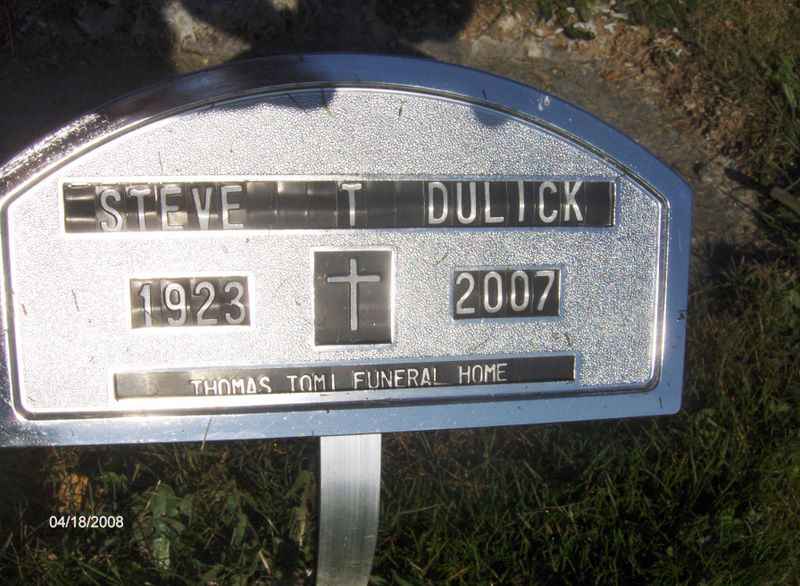 STEVE T DULICK
1923 2007
THOMAS TOMI FUNERAL HOME
04/18/2008